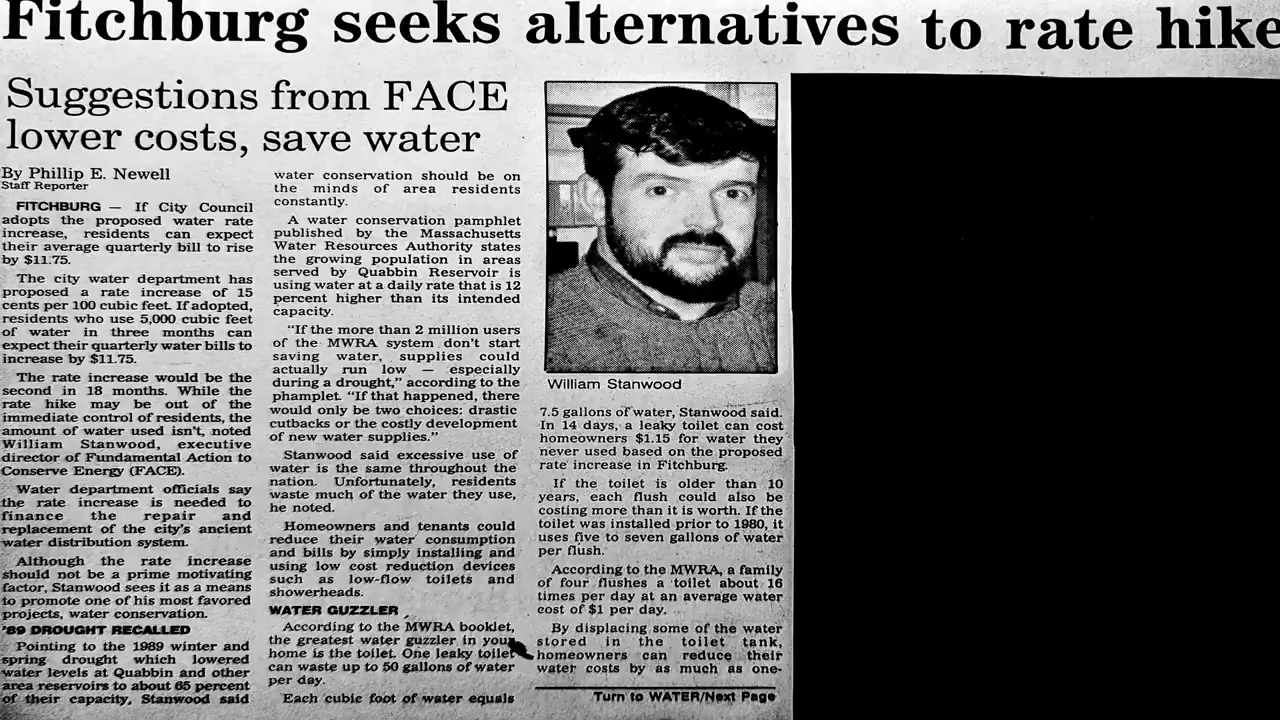 Fitchburg seeks alternatives to rate hike
Suggestions from FACE
lower costs, save water
By Phillip E. Newell
Staff Reporter
FITCHBURG — If City Council
adopts the proposed water rate
increase, residents can expect
their average quarterly bill to rise
by $11.75.
The city water department has
proposed a rate increase of 15
cents per 100 cubic feet. If adopted,
residents who use 5,000 cubic feet
of water in three months can
expect their quarterly water bills to
increase by $11.75.
The rate increase would be the
second in 18 months. While the
rate hike may be out of the
immediate control of residents, the
amount of water used isn't, noted
William Stanwood, executive
director of Fundamental Action to
Conserve Energy (FACE).
Water department officials say
the rate increase is needed to
finance the repair and
replacement of the city's ancient
water distribution system.
Although the rate increase
should not be a prime motivating
factor, Stanwood sees it as a means
to promote one of his most favored
projects, water conservation.
'89 DROUGHT RECALLED
Pointing to the 1989 winter and
spring drought which lowered
water levels at Quabbin and other
area reservoirs to about 65 percent
of their capacity, Stanwood said
water conservation should be on
the minds of area residents
constantly.
A water conservation pamphlet
published by the Massachusetts
Water Resources Authority states
the growing population in areas
served by Quabbin Reservoir is
using water at a daily rate that is 12
percent higher than its intended
capacity.
"If the more than 2 million users
of the MWRA system don't start
saving water, supplies could
actually run low — especially
during a drought," according to the
phamplet. "If that happened, there
would only be two choices: drastic
cutbacks or the costly development
of new water supplies."
Stanwood said excessive use of
water is the same throughout the
nation. Unfortunately, residents
waste much of the water they use,
he noted.
Homeowners and tenants could
reduce their water consumption
and bills by simply installing and
using low cost reduction devices
such as low-flow toilets and
showerheads.
WATER GUZZLER
According to the MWRA booklet,
the greatest water guzzler in your
home is the toilet. One leaky toilet
can waste up to 50 gallons of water
per day.
Each cubic foot of water equals
William Stanwood
7.5 gallons of water, Stanwood said.
In 14 days, a leaky toilet can cost
homeowners $1.15 for water they
never used based on the proposed
rate increase in Fitchburg.
If the toilet is older than 10
years, each flush could also be
costing more than it is worth. If the
toilet was installed prior to 1980, it
uses five to seven gallons of water
per flush.
According to the MWRA, a family
of four flushes a toilet about 16
times per day at an average water
cost of $1 per day.
By displacing some of the water
stored in the toilet tank,
homeowners can reduce their
water costs by as much as one-
Turn to WATER/Next Page